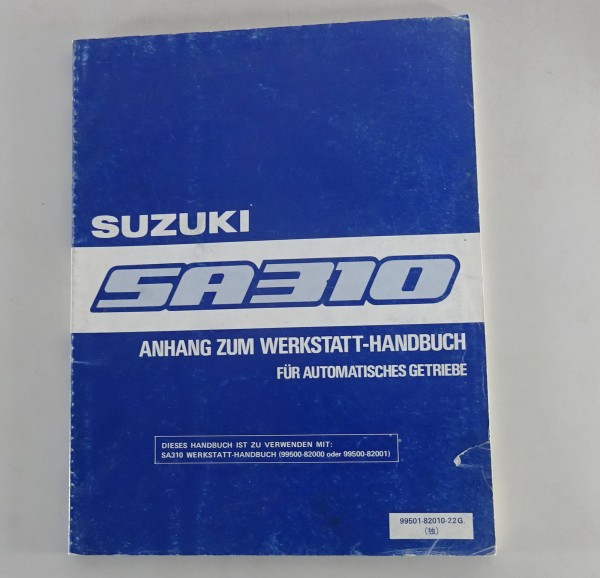 SUZUKI
SA310
ANHANG ZUM WERKSTATT-HANDBUCH
FÜR AUTOMATISCHES GETRIEBE
DIESES HANDBUCH IST ZU VERWENDEN MIT:
SA310 WERKSTATT-HANDBUCH (99500-82000 oder 99500-82001)
99501-82010-22G
（独）